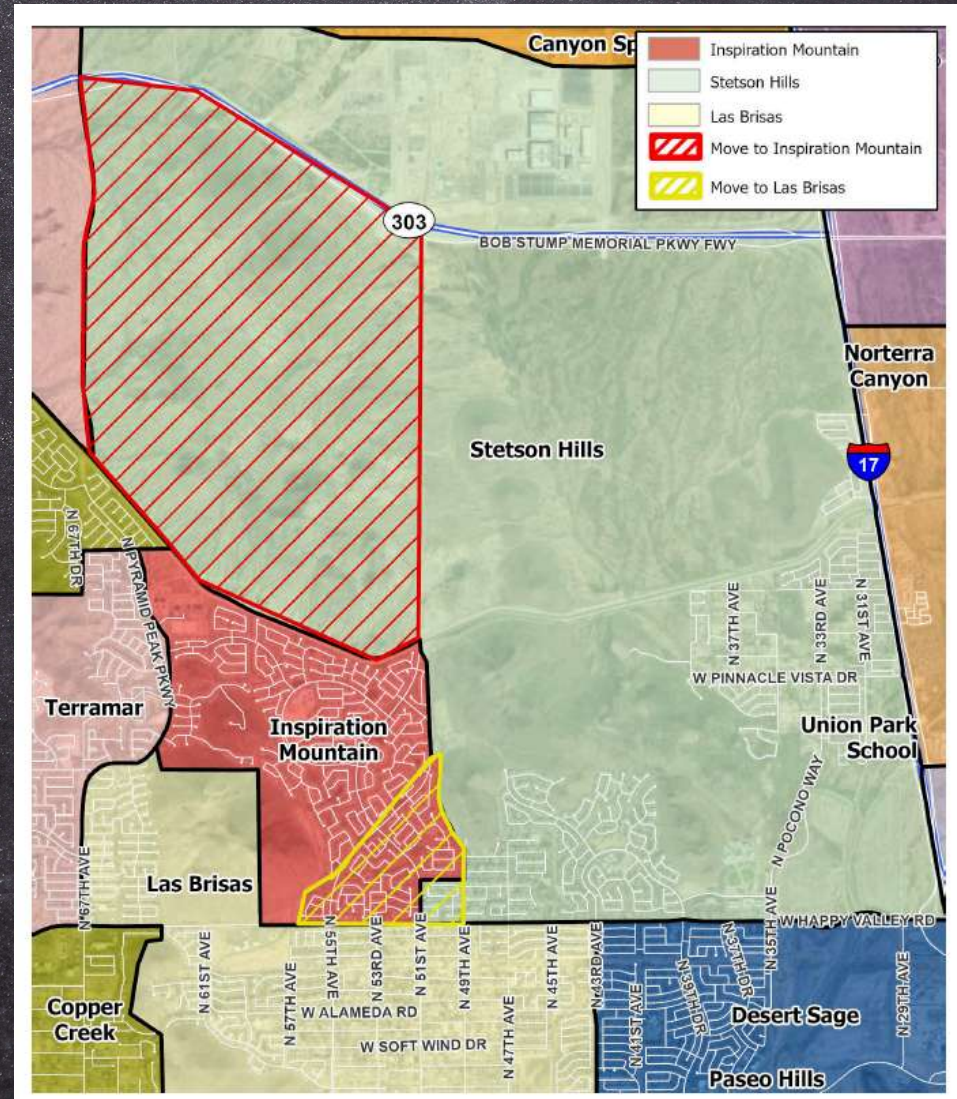 Canyon Sp
Inspiration Mountain
Stetson Hills
Las Brisas
Move to Inspiration Mountain
Move to Las Brisas
303
BOB STUMP MEMORIAL PKWY FWY
Norterra
Canyon
Stetson Hills
17
N 67TH DR
N PYRAMID PEAK PKWY
N 37TH AVE
N 33RD AVE
N 31ST AVE
W PINNACLE VISTA DR
Terramar
Inspiration
Mountain
Union Park
School
N POCONO WAY
N 67TH AVE
Las Brisas
W HAPPY VALLEY RD
N 61ST AVE
N 57TH AVE
N 55TH AVE
N 53RD AVE
N 51ST AVE
N 49TH AVE
N 47TH AVE
N 45TH AVE
N 43RD AVE
N 41ST AVE
N 39TH DR
N 37TH DR
N 35TH AVE
N 29TH AVE
Copper
Creek
W ALAMEDA RD
W SOFT WIND DR
Desert Sage
Paseo Hills